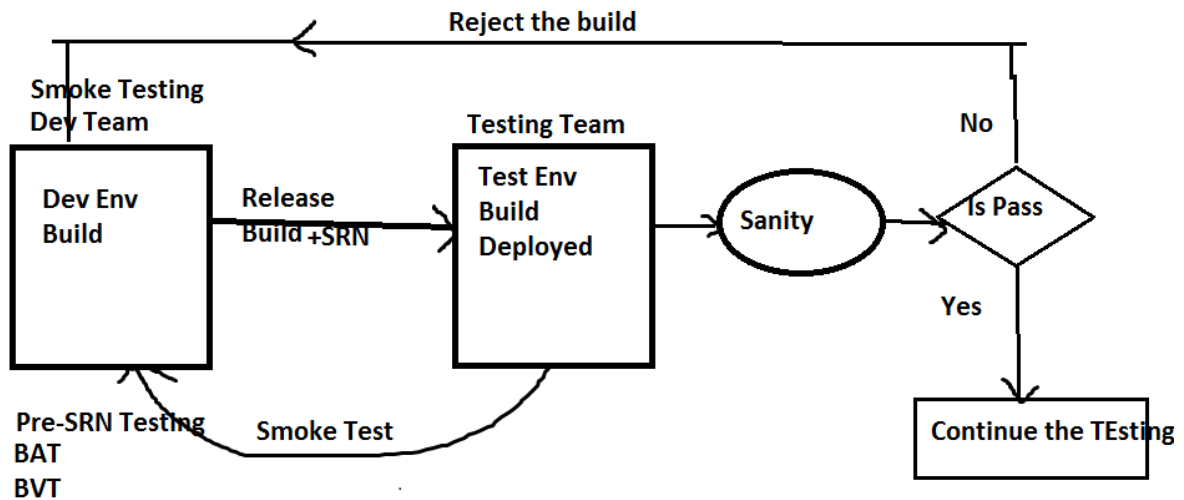 Reject the build
Smoke Testing
Dev Team
Testing Team
No
Dev Env
Build
Release
Build +SRN
Test Env
Build
Deployed
Sanity
Is Pass
Yes
Pre-SRN Testing
BAT
BVT
Smoke Test
Continue the TEsting